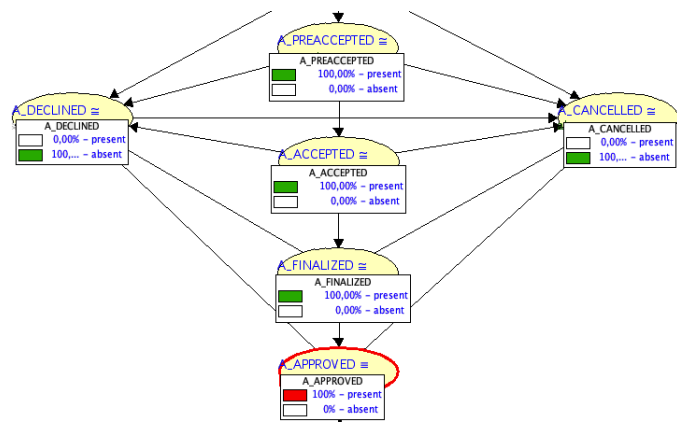 A_PREACCEPTED ≅
A_PREACCEPTED
100,00% – present
0,00% – absent
A_DECLINED ≅
A_DECLINED
0,00% – present
100,... – absent
A_CANCELLED ≅
A_CANCELLED
0,00% – present
100,... – absent
A_ACCEPTED ≅
A_ACCEPTED
100,00% – present
0,00% – absent
A_FINALIZED ≅
A_FINALIZED
100,00% – present
0,00% – absent
A_APPROVED ≅
A_APPROVED
100% – present
0% – absent